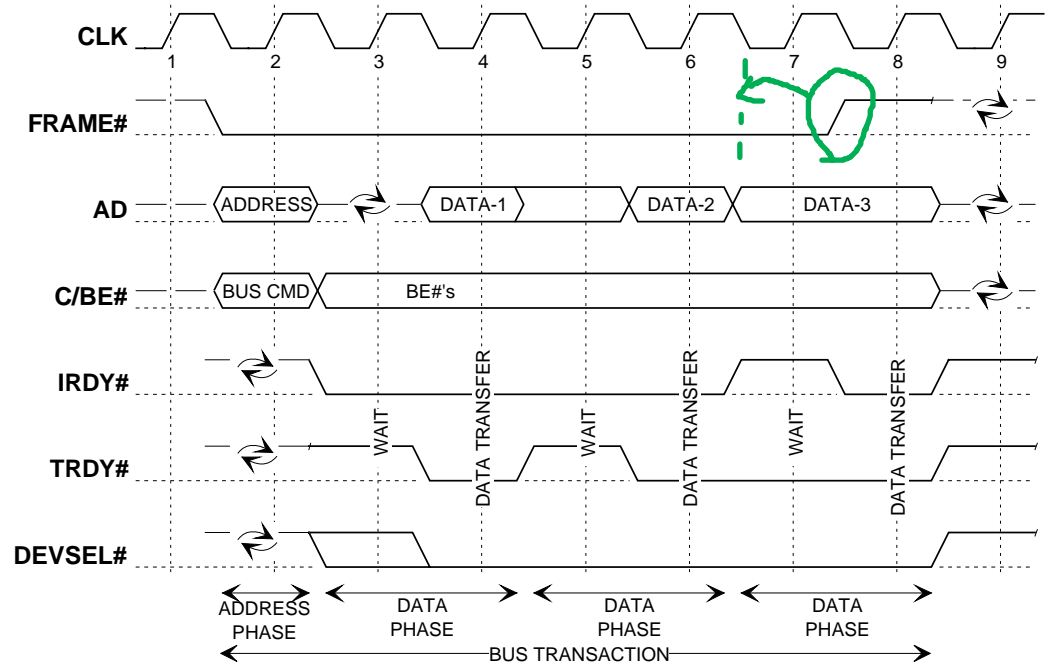 CLK
1 2 3 4 5 6 7 8 9
FRAME#
AD
ADDRESS DATA-1 DATA-2 DATA-3
C/BE#
BUS CMD BE#'s
IRDY#
WAIT DATA TRANSFER WAIT DATA TRANSFER WAIT DATA TRANSFER
TRDY#
DEVSEL#
ADDRESS PHASE
DATA PHASE
DATA PHASE
DATA PHASE
BUS TRANSACTION